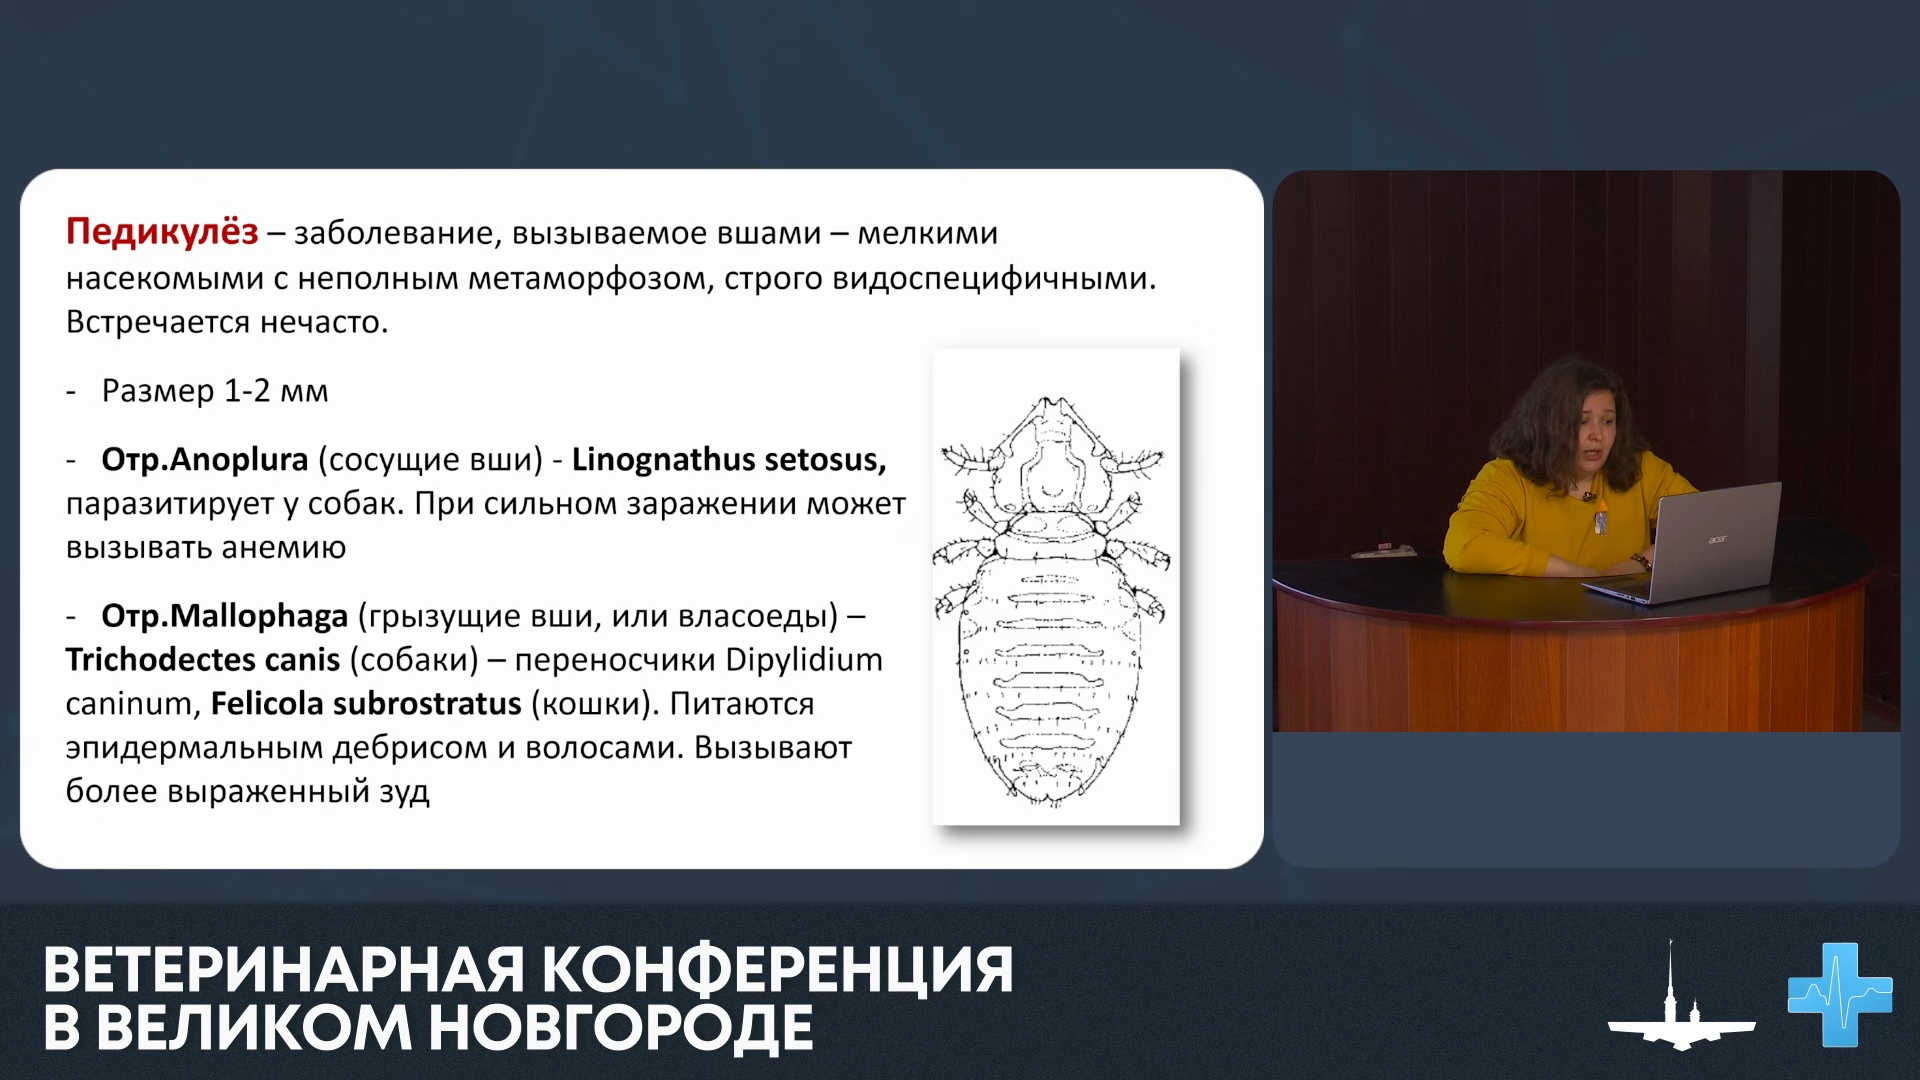 Педикулёз – заболевание, вызываемое вшами – мелкими
насекомыми с неполным метаморфозом, строго видоспецифичными.
Встречается нечасто.
- Размер 1-2 мм
- Отр.Anoplura (сосущие вши) - Linognathus setosus,
паразитирует у собак. При сильном заражении может
вызывать анемию
- Отр.Mallophaga (грызущие вши, или власоеды) –
Trichodectes canis (собаки) – переносчики Dipylidium
caninum, Felicola subrostratus (кошки). Питаются
эпидермальным дебрисом и волосами. Вызывают
более выраженный зуд
acer
ВЕТЕРИНАРНАЯ КОНФЕРЕНЦИЯ
В ВЕЛИКОМ НОВГОРОДЕ